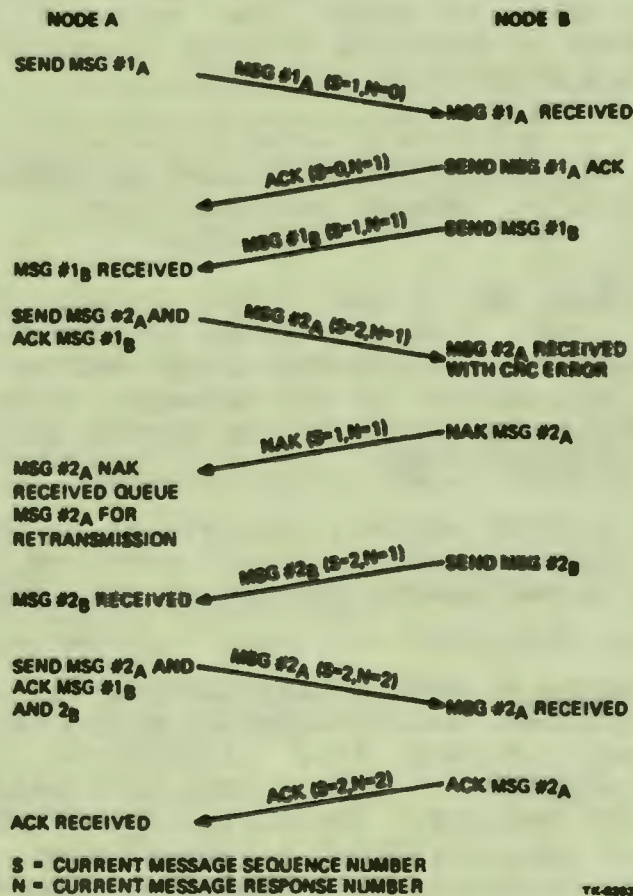 NODE A
NODE B
SEND MSG #1A
MSG #1A (S=1,N=0)
MSG #1A RECEIVED
ACK (S=0,N=1)
SEND MSG #1A ACK
MSG #1B (S=1,N=1)
SEND MSG #1B
MSG #1B RECEIVED
SEND MSG #2A AND
ACK MSG #1B
MSG #2A (S=2,N=1)
MSG #2A RECEIVED
WITH CRC ERROR
NAK (S=1,N=1)
NAK MSG #2A
MSG #2A NAK
RECEIVED QUEUE
MSG #2A FOR
RETRANSMISSION
MSG #2B (S=2,N=1)
SEND MSG #2B
MSG #2B RECEIVED
SEND MSG #2A AND
ACK MSG #1B
AND 2B
MSG #2A (S=2,N=2)
MSG #2A RECEIVED
ACK (S=2,N=2)
ACK MSG #2A
ACK RECEIVED
S = CURRENT MESSAGE SEQUENCE NUMBER
N = CURRENT MESSAGE RESPONSE NUMBER